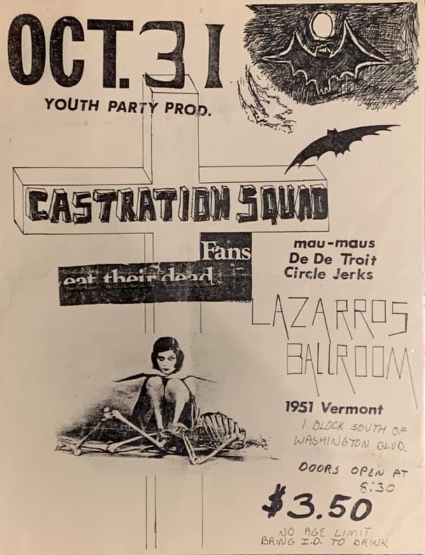 OCT. 31
YOUTH PARTY PROD.
CASTRATION SQUAD
Fans
eat their dead
mau-maus
De De Troit
Circle Jerks
LAZARROS
BALLROOM
1951 Vermont
1 BLOCK SOUTH OF
WASHINGTON BLVD.
DOORS OPEN AT
8:30
$3.50
NO AGE LIMIT
BRING I.D. TO DRINK